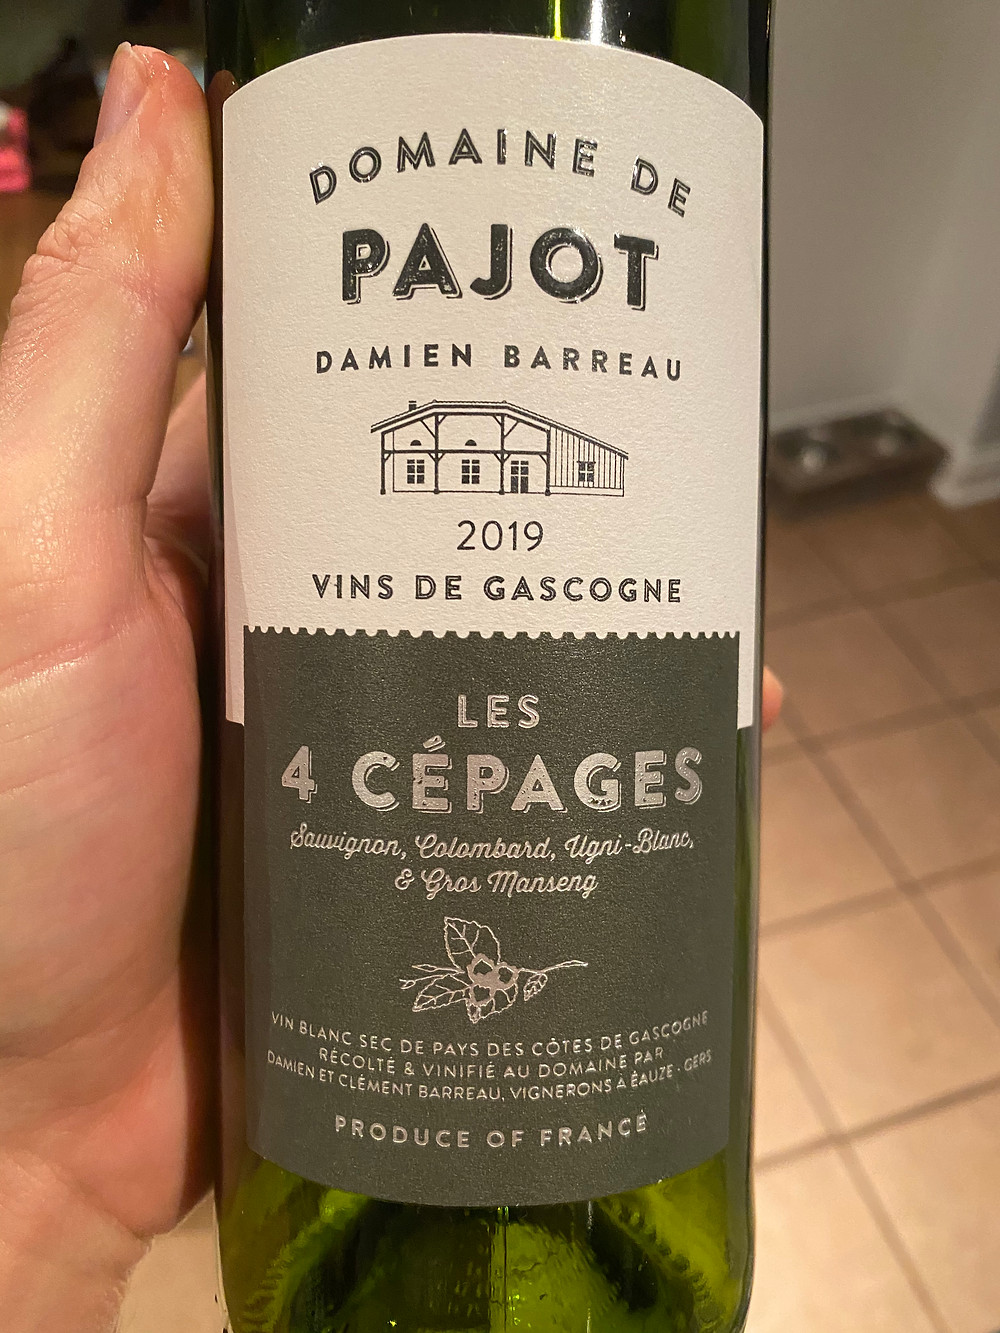 DOMAINE DE
PAJOT
DAMIEN BARREAU
2019
VINS DE GASCOGNE
LES
4 CÉPAGES
Sauvignon, Colombard, Ugni-Blanc,
& Gros Manseng
VIN BLANC SEC DE PAYS DES CÔTES DE GASCOGNE
RÉCOLTÉ & VINIFIÉ AU DOMAINE PAR
DAMIEN ET CLÉMENT BARREAU, VIGNERONS À ÉAUZE - GERS
PRODUCE OF FRANCE